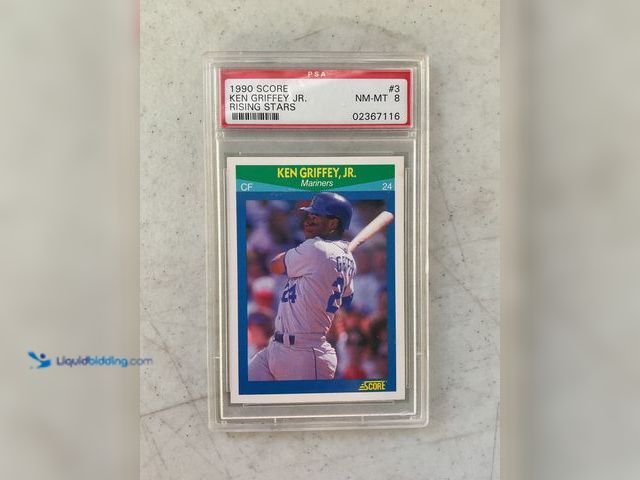 PSA
1990 SCORE #3
KEN GRIFFEY JR. NM-MT 8
RISING STARS
02367116
KEN GRIFFEY, JR.
Mariners
CF 24
24
SCORE
Liquidbidding.com